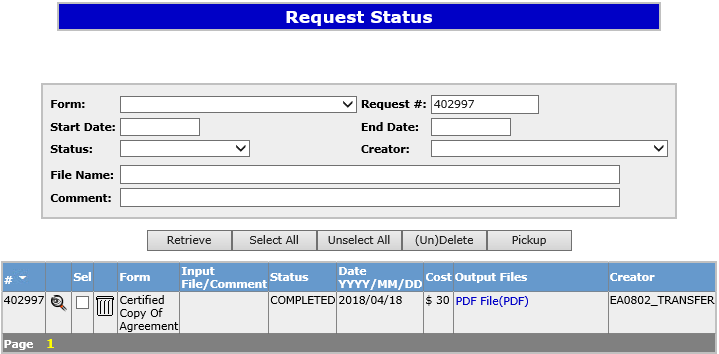 Request Status
Form: Request #: 402997
Start Date: End Date:
Status: Creator:
File Name:
Comment:
Retrieve Select All Unselect All (Un)Delete Pickup
# Sel Form Input File/Comment Status Date YYYY/MM/DD Cost Output Files Creator
402997 Certified Copy Of Agreement COMPLETED 2018/04/18 $ 30 PDF File(PDF) EA0802_TRANSFER
Page 1